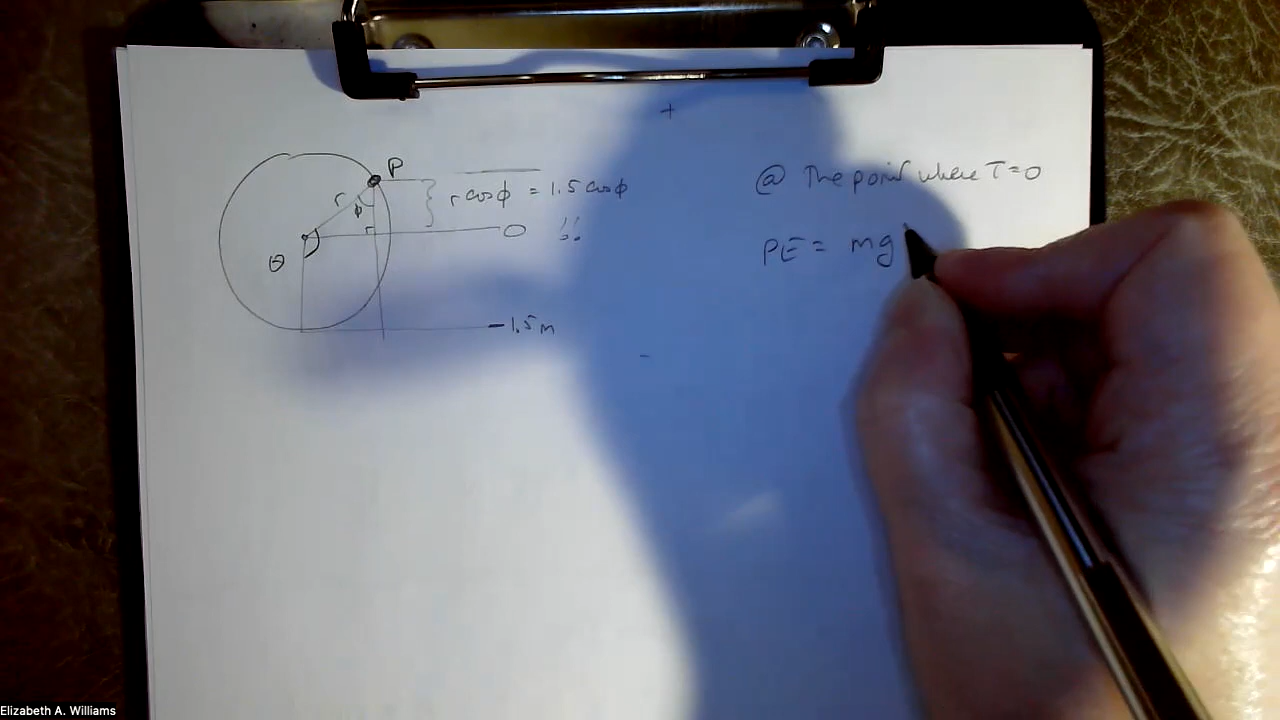 +
P
r
ϕ
r cos ϕ = 1.5 cos ϕ
0 !!
θ
-1.5 m
-
@ The point where T=0
PE = mg
Elizabeth A. Williams